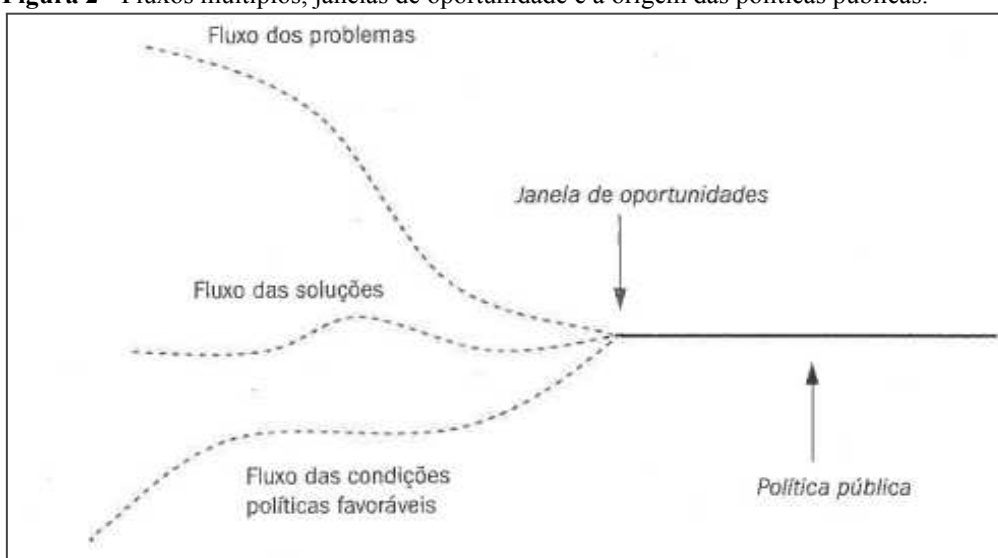 Figura 2 - Fluxos múltiplos, janelas de oportunidade e a origem das políticas públicas.
Fluxo dos problemas
Janela de oportunidades
Fluxo das soluções
Fluxo das condições
políticas favoráveis
Política pública